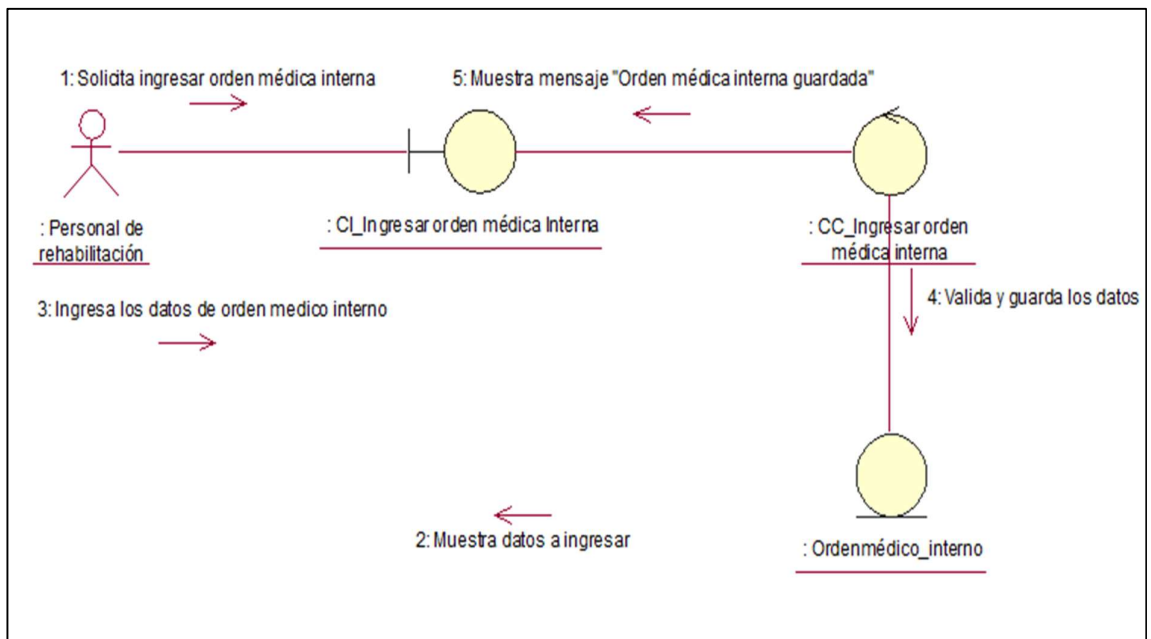 1: Solicita ingresar orden médica interna
5: Muestra mensaje "Orden médica interna guardada"
: Personal de
rehabilitación
: CI_Ingresar orden médica Interna
: CC_Ingresar orden
médica interna
3: Ingresa los datos de orden medico interno
4: Valida y guarda los datos
2: Muestra datos a ingresar
: Ordenmédico_interno